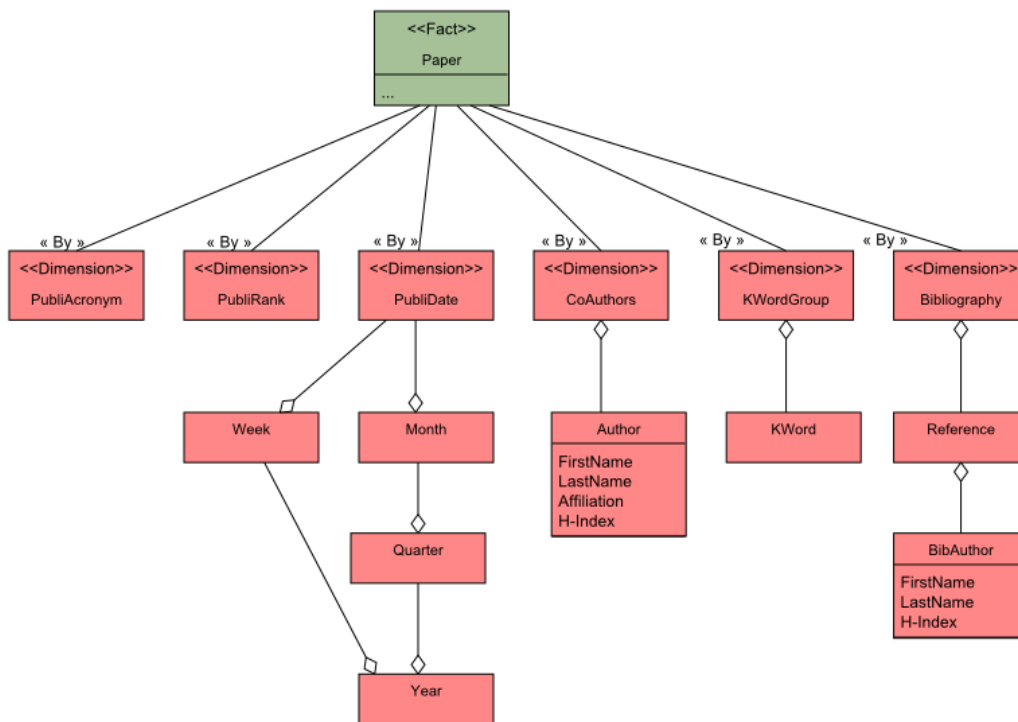 <<Fact>>
Paper
...
« By »
« By »
« By »
« By »
« By »
« By »
<<Dimension>>
PubliAcronym
<<Dimension>>
PubliRank
<<Dimension>>
PubliDate
<<Dimension>>
CoAuthors
<<Dimension>>
KWordGroup
<<Dimension>>
Bibliography
Week
Month
Author
FirstName
LastName
Affiliation
H-Index
KWord
Reference
Quarter
BibAuthor
FirstName
LastName
H-Index
Year